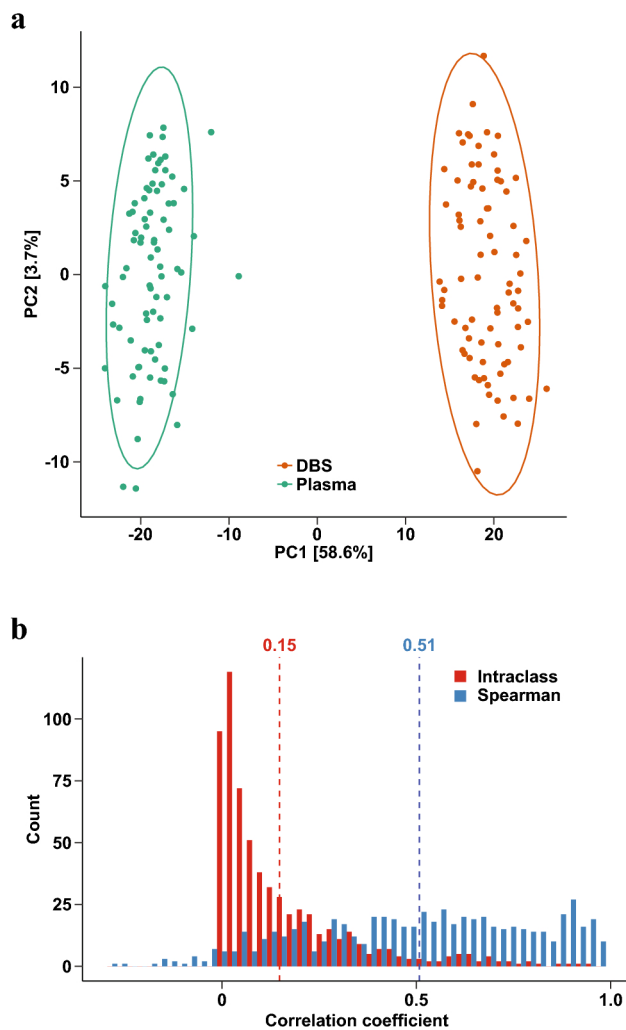 a
10
5
0
-5
-10
PC2 [3.7%]
DBS
Plasma
-20 -10 0 10 20
PC1 [58.6%]
b
0.15 0.51
Intraclass
Spearman
100
75
50
25
0
Count
0 0.5 1.0
Correlation coefficient